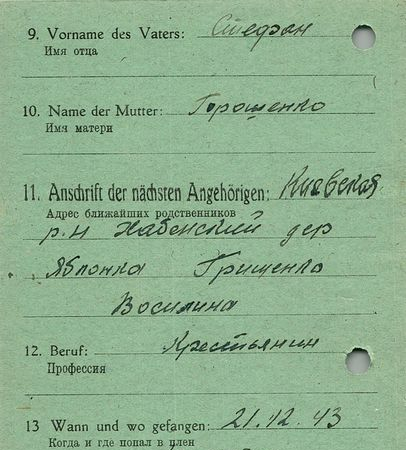 9. Vorname des Vaters: Стефан
Имя отца
10. Name der Mutter: Горошенко
Имя матери
11. Anschrift der nächsten Angehörigen: Киевская
Адрес ближайших родственников
р-н Хабенский дер
Яблонка Грищенко
Восилина
12. Beruf: Крестьянин
Профессия
13 Wann und wo gefangen: 21.12.43
Когда и где попал в плен